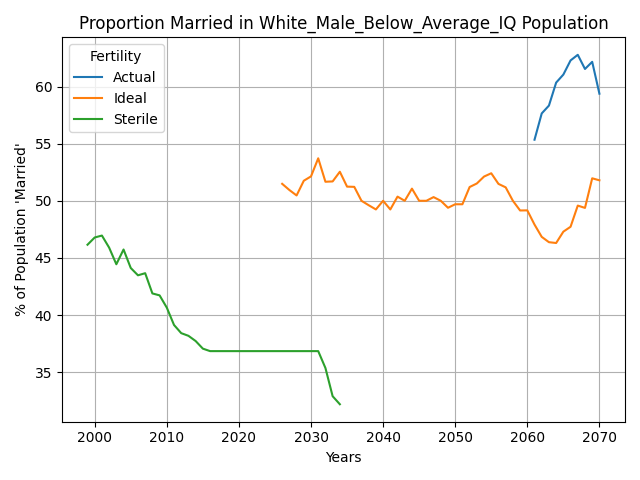 Proportion Married in White_Male_Below_Average_IQ Population
% of Population 'Married'
Fertility
Actual
Ideal
Sterile
60
55
50
45
40
35
2000 2010 2020 2030 2040 2050 2060 2070
Years